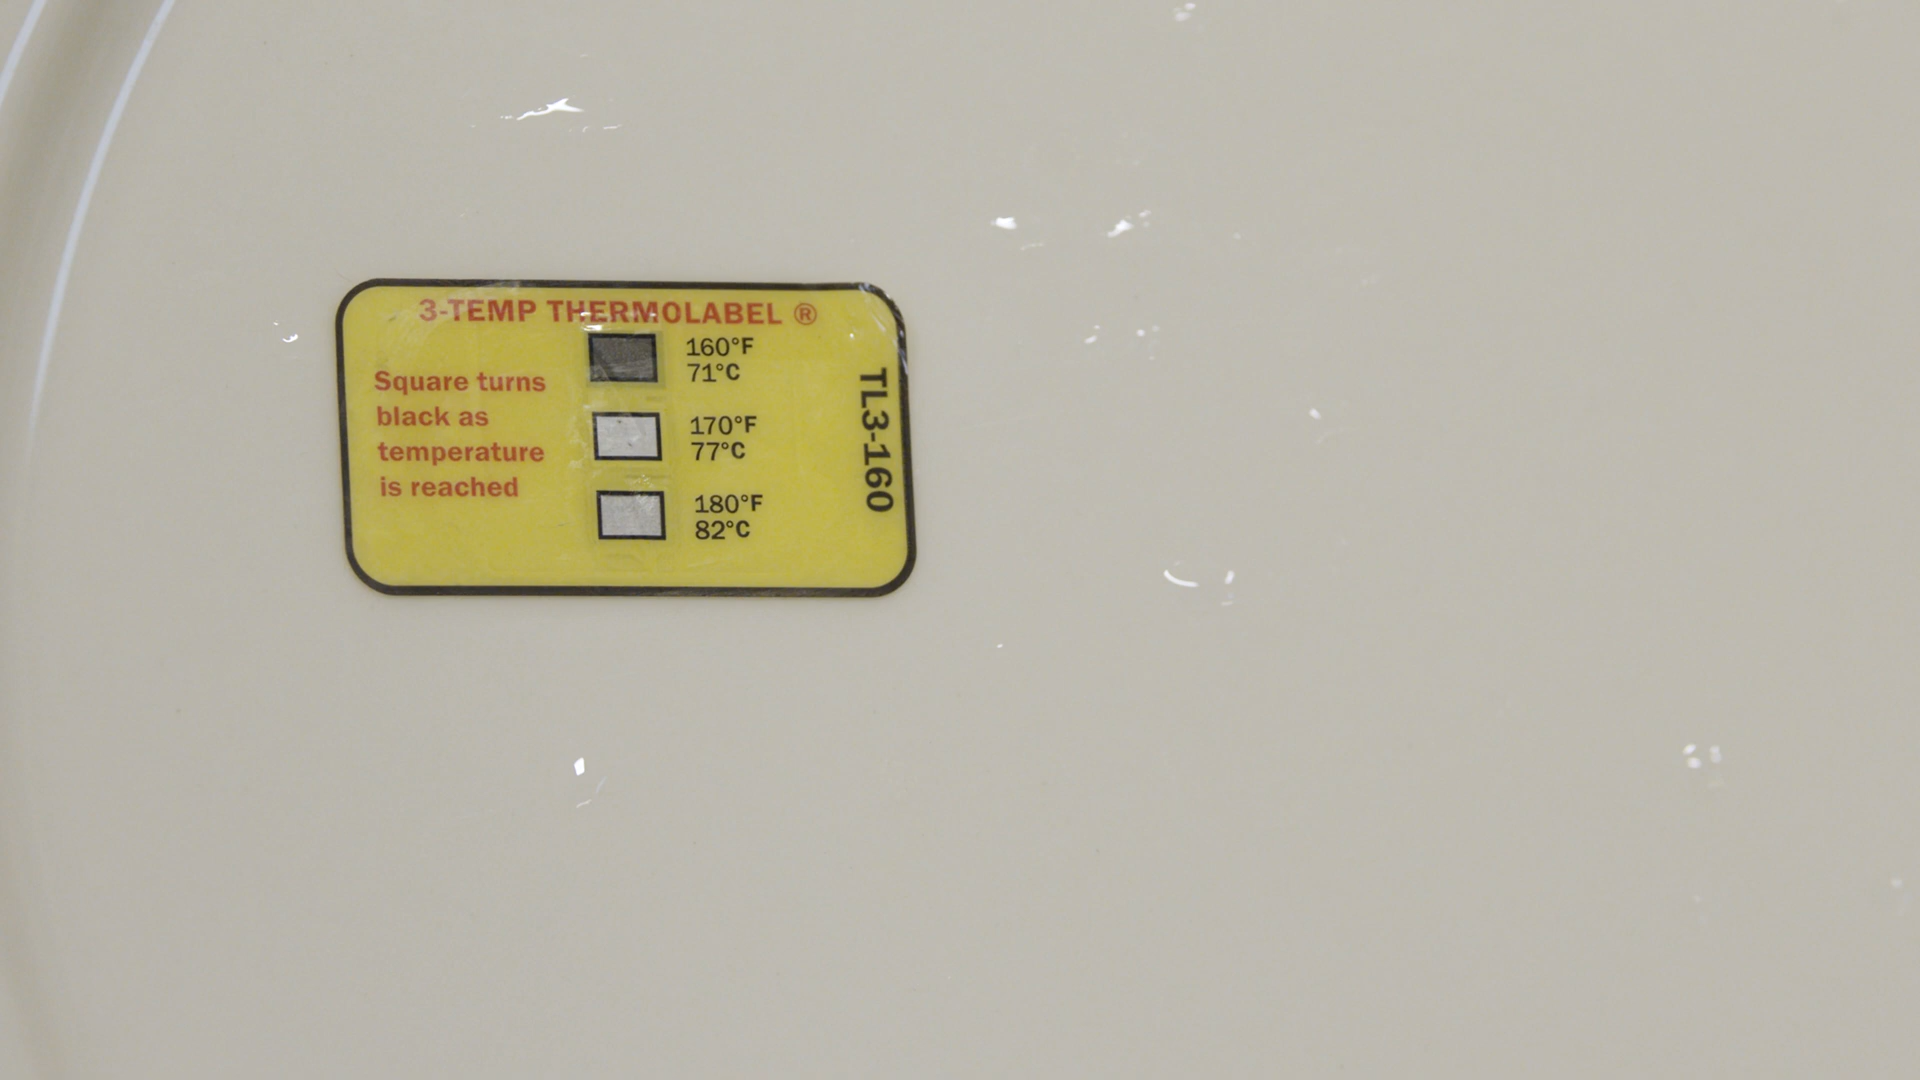 3-TEMP THERMOLABEL ®
Square turns
black as
temperature
is reached
160°F
71°C
170°F
77°C
180°F
82°C
TL3-160